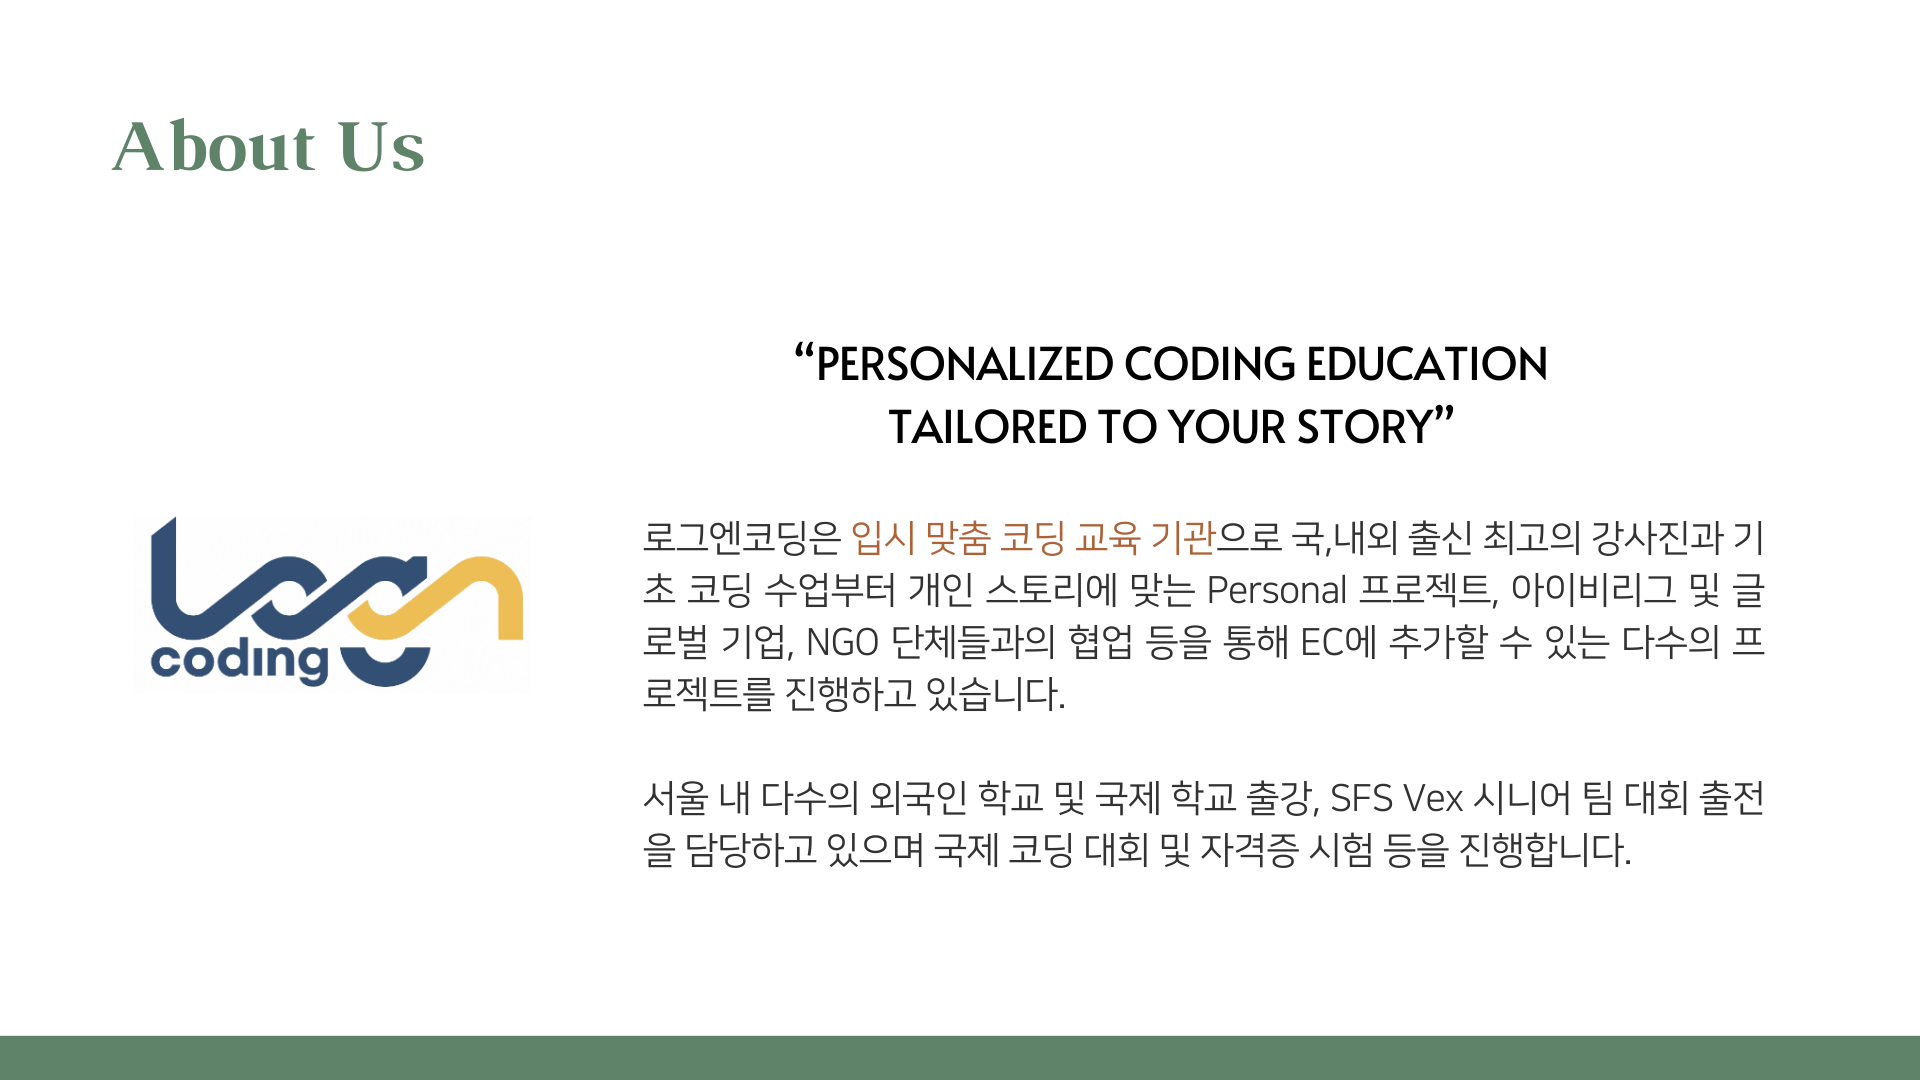 About Us
“PERSONALIZED CODING EDUCATION
TAILORED TO YOUR STORY”
logn
coding
로그엔코딩은 입시 맞춤 코딩 교육 기관으로 국,내외 출신 최고의 강사진과 기
초 코딩 수업부터 개인 스토리에 맞는 Personal 프로젝트, 아이비리그 및 글
로벌 기업, NGO 단체들과의 협업 등을 통해 EC에 추가할 수 있는 다수의 프
로젝트를 진행하고 있습니다.
서울 내 다수의 외국인 학교 및 국제 학교 출강, SFS Vex 시니어 팀 대회 출전
을 담당하고 있으며 국제 코딩 대회 및 자격증 시험 등을 진행합니다.